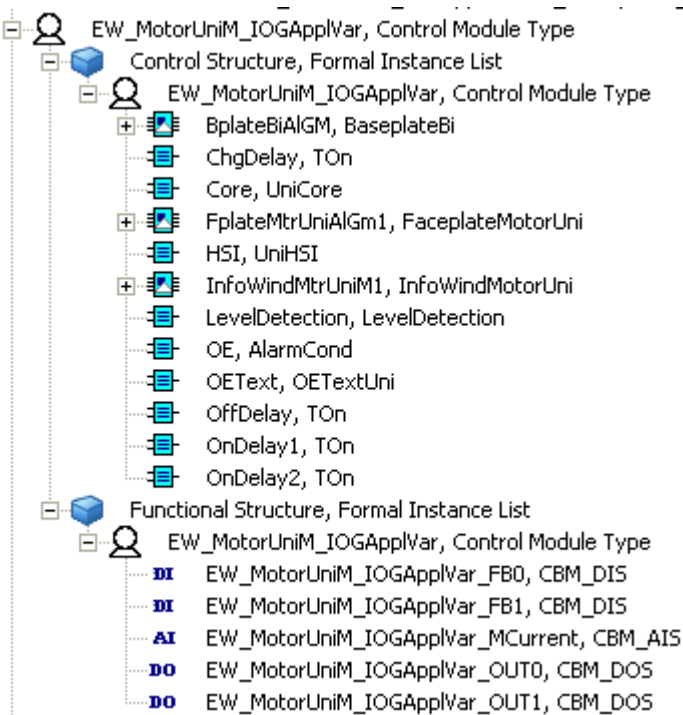 EW_MotorUniM_IOGApplVar, Control Module Type
Control Structure, Formal Instance List
EW_MotorUniM_IOGApplVar, Control Module Type
BplateBiAlGM, BaseplateBi
ChgDelay, TOn
Core, UniCore
FplateMtrUniAlGm1, FaceplateMotorUni
HSI, UniHSI
InfoWindMtrUniM1, InfoWindMotorUni
LevelDetection, LevelDetection
OE, AlarmCond
OEText, OETextUni
OffDelay, TOn
OnDelay1, TOn
OnDelay2, TOn
Functional Structure, Formal Instance List
EW_MotorUniM_IOGApplVar, Control Module Type
DI EW_MotorUniM_IOGApplVar_FB0, CBM_DIS
DI EW_MotorUniM_IOGApplVar_FB1, CBM_DIS
AI EW_MotorUniM_IOGApplVar_MCurrent, CBM_AIS
DO EW_MotorUniM_IOGApplVar_OUT0, CBM_DOS
DO EW_MotorUniM_IOGApplVar_OUT1, CBM_DOS